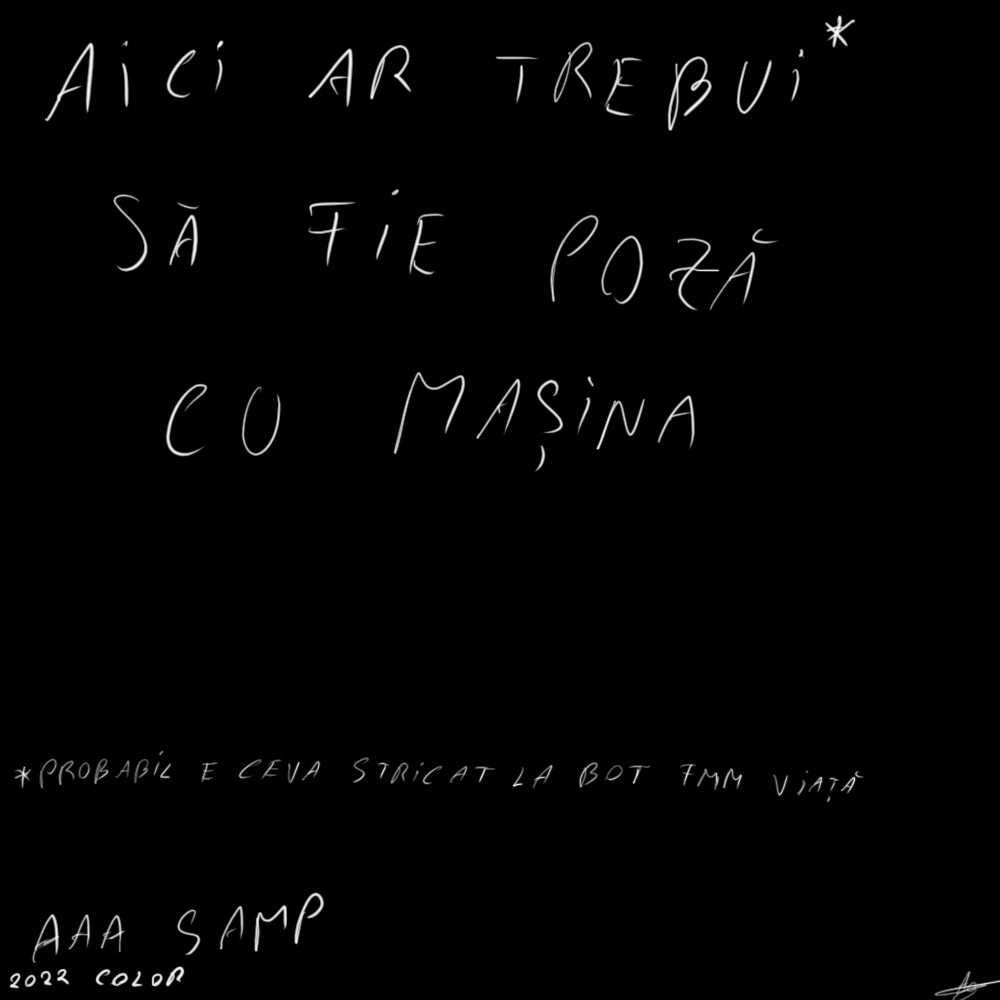 AiCi AR TREBUi*
SĂ FiE POZĂ
CU MAȘiNA
*PROBABiL E CEVA STRiCAT LA BOT FMM ViAȚĂ
AAA SAMP
2022 COLOR